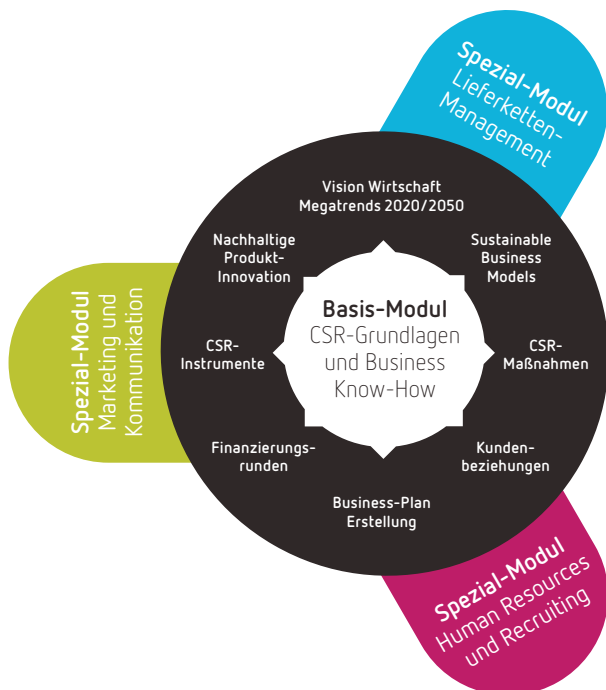 Spezial-Modul
Lieferketten-
Management
Vision Wirtschaft
Megatrends 2020/2050
Nachhaltige
Produkt-
Innovation
Sustainable
Business
Models
Basis-Modul
CSR-Grundlagen
und Business
Know-How
Spezial-Modul
Marketing und
Kommunikation
CSR-
Instrumente
CSR-
Maßnahmen
Finanzierungs-
runden
Kunden-
beziehungen
Business-Plan
Erstellung
Spezial-Modul
Human Resources
und Recruiting